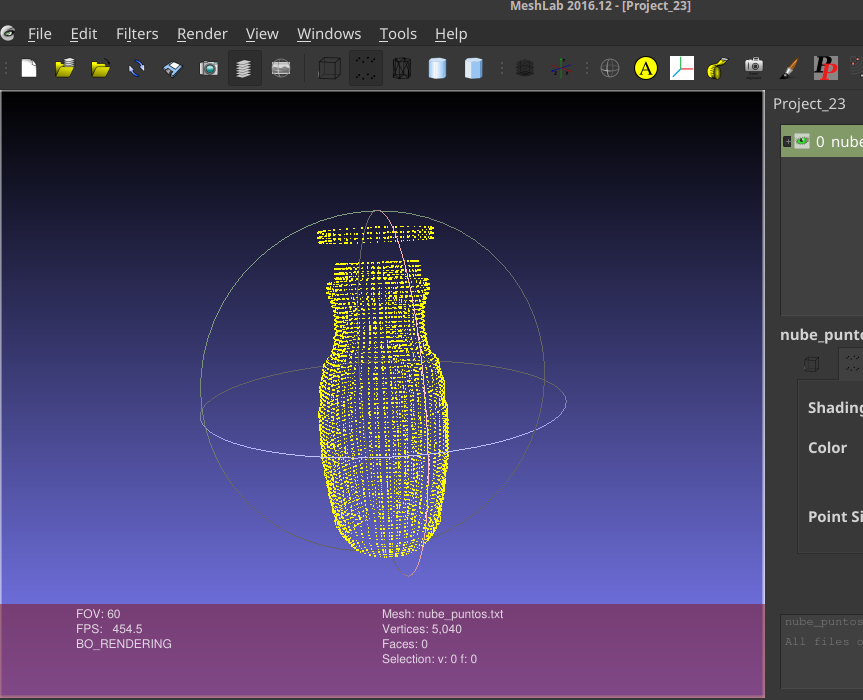 MeshLab 2016.12 - [Project_23]
File Edit Filters Render View Windows Tools Help
A
PP
Project_23
0 nube
nube_punto
Shading
Color
Point Si
FOV: 60
FPS: 454.5
BO_RENDERING
Mesh: nube_puntos.txt
Vertices: 5,040
Faces: 0
Selection: v: 0 f: 0
nube_puntos
All files o